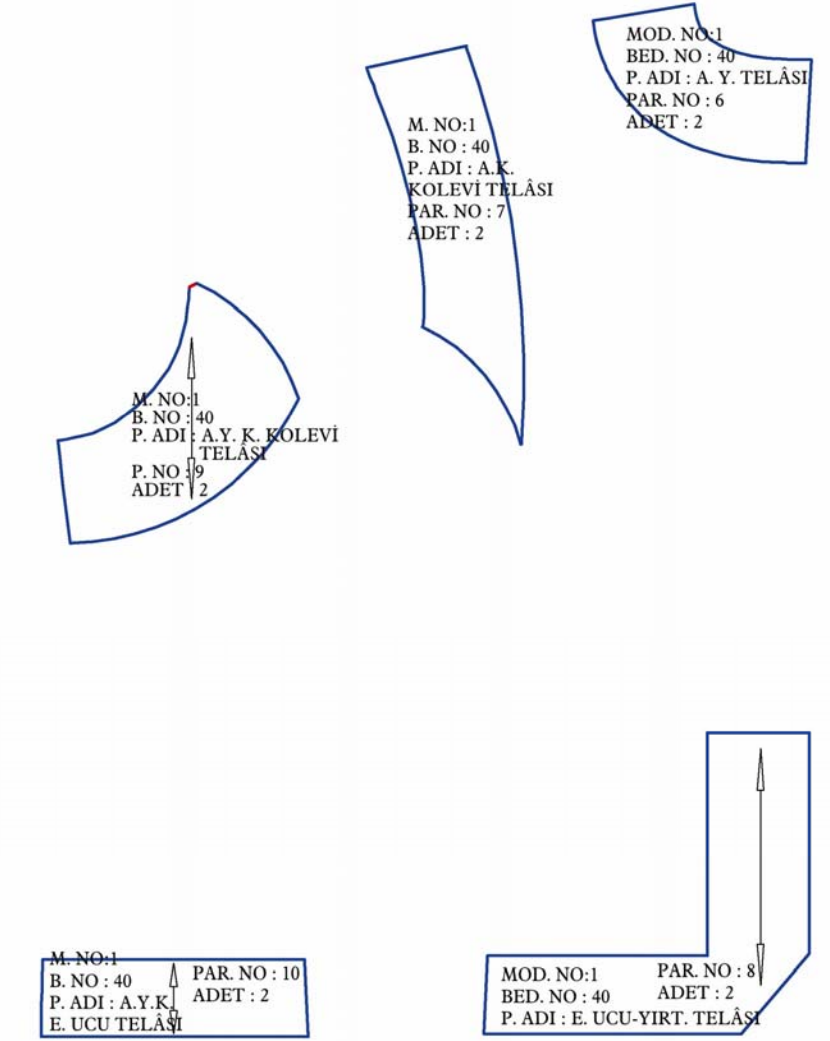 MOD. NO:1
BED. NO : 40
P. ADI : A. Y. TELÂSI
PAR. NO : 6
ADET : 2
M. NO:1
B. NO : 40
P. ADI : A.K.
KOLEVİ TELÂSI
PAR. NO : 7
ADET : 2
M. NO:1
B. NO : 40
P. ADI : A.Y. K. KOLEVİ
TELÂSI
P. NO : 9
ADET : 2
M. NO:1
B. NO : 40
P. ADI : A.Y.K.
E. UCU TELÂSI
PAR. NO : 10
ADET : 2
MOD. NO:1
BED. NO : 40
P. ADI : E. UCU-YIRT. TELÂSI
PAR. NO : 8
ADET : 2